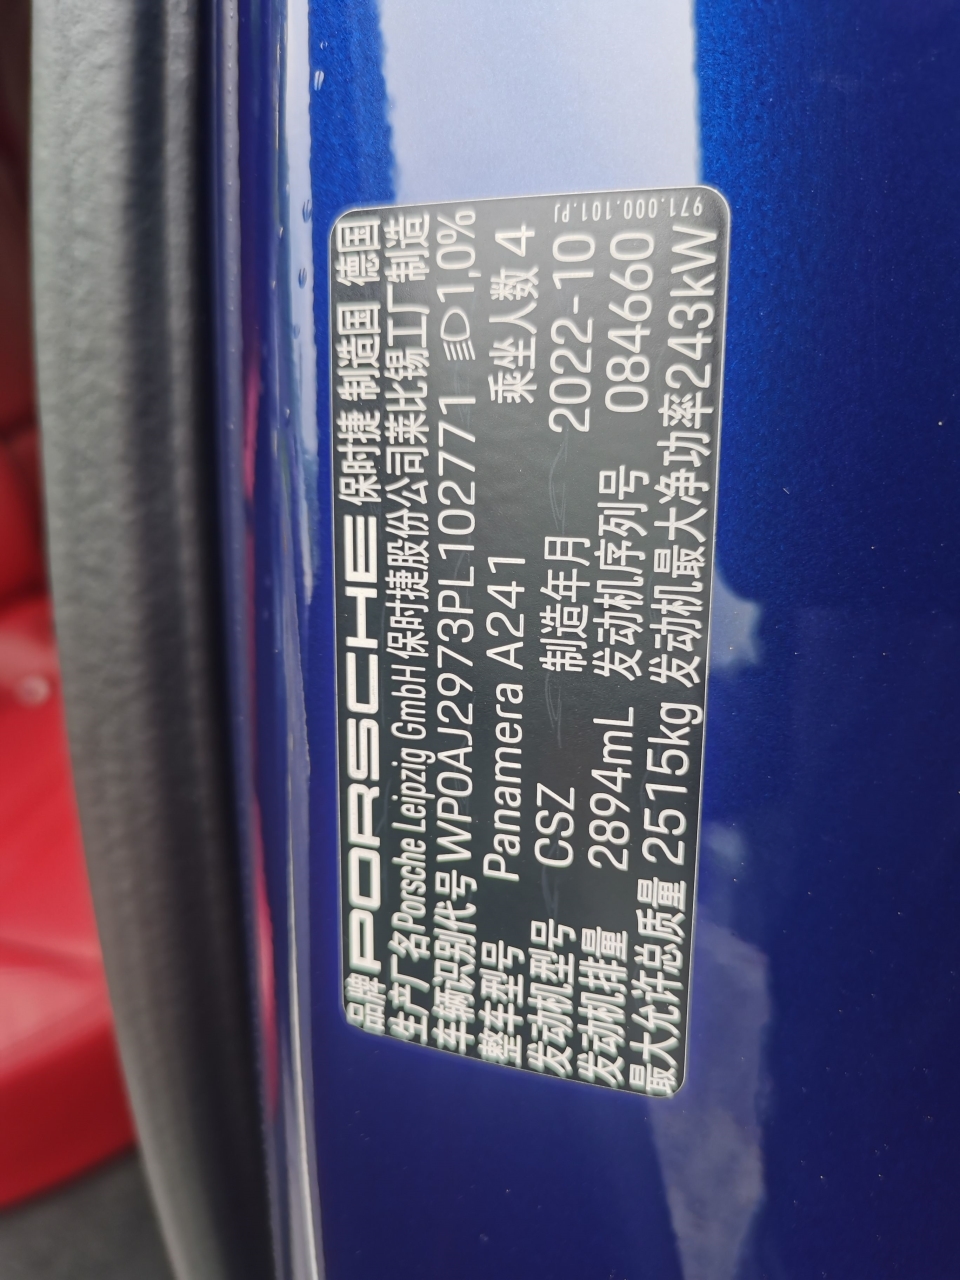 品牌 PORSCHE 保时捷 制造国 德国
生产厂名 Porsche Leipzig GmbH 保时捷股份公司莱比锡工厂制造
车辆识别代号 WP0AJ2973PL102771 1,0%
整车型号 Panamera A241 乘坐人数 4
发动机型号 CSZ 制造年月 2022-10
发动机排量 2894mL 发动机序列号 084660
最大允许总质量 2515kg 发动机最大净功率 243kW
971.000.101.PJ